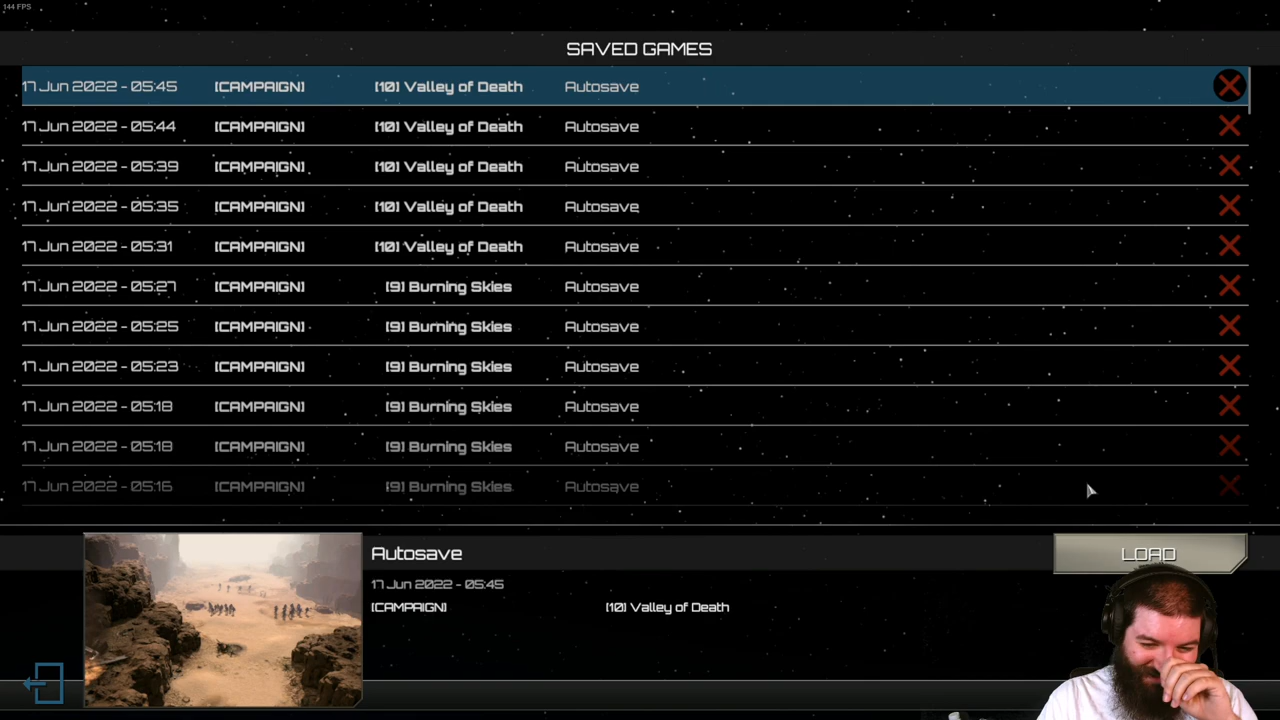 144 FPS
SAVED GAMES
17 Jun 2022 - 05:45 [CAMPAIGN] [10] Valley of Death Autosave
17 Jun 2022 - 05:44 [CAMPAIGN] [10] Valley of Death Autosave
17 Jun 2022 - 05:39 [CAMPAIGN] [10] Valley of Death Autosave
17 Jun 2022 - 05:35 [CAMPAIGN] [10] Valley of Death Autosave
17 Jun 2022 - 05:31 [CAMPAIGN] [10] Valley of Death Autosave
17 Jun 2022 - 05:27 [CAMPAIGN] [9] Burning Skies Autosave
17 Jun 2022 - 05:25 [CAMPAIGN] [9] Burning Skies Autosave
17 Jun 2022 - 05:23 [CAMPAIGN] [9] Burning Skies Autosave
17 Jun 2022 - 05:18 [CAMPAIGN] [9] Burning Skies Autosave
17 Jun 2022 - 05:18 [CAMPAIGN] [9] Burning Skies Autosave
17 Jun 2022 - 05:16 [CAMPAIGN] [9] Burning Skies Autosave
Autosave
LOAD
17 Jun 2022 - 05:45
[CAMPAIGN] [10] Valley of Death